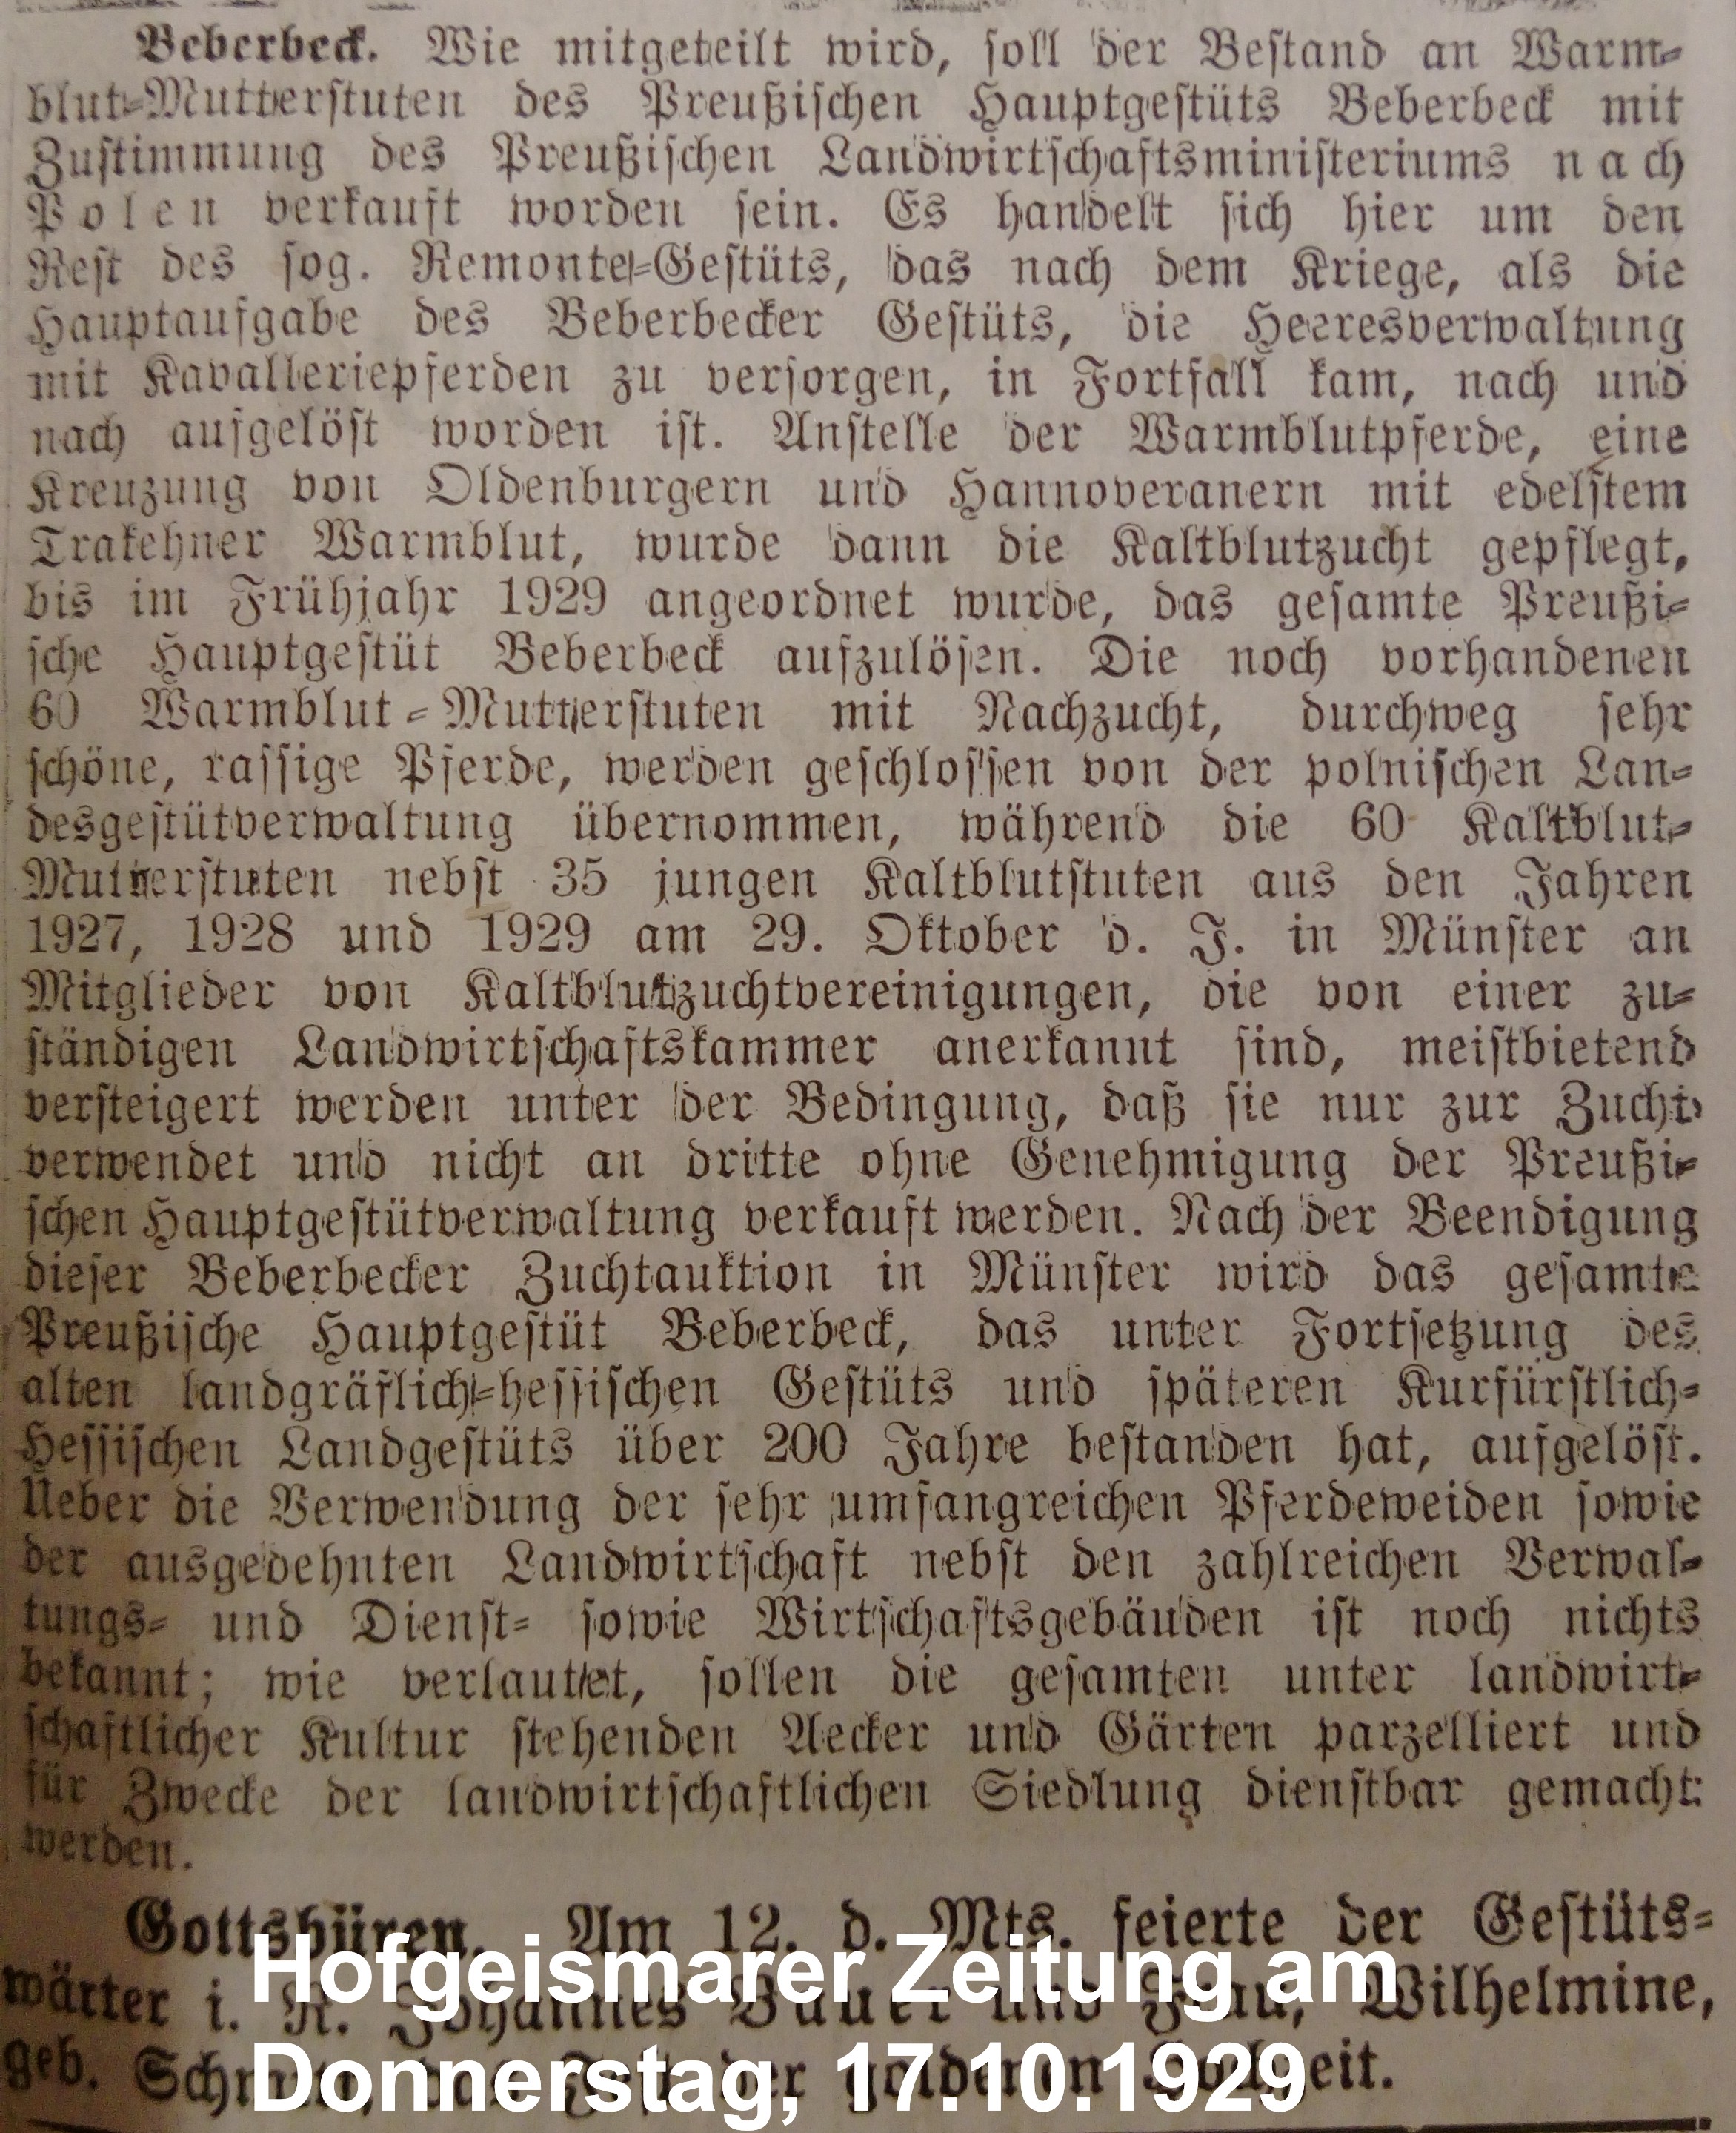 Beberbeck. Wie mitgeteilt wird, soll der Bestand an Warm-
blut-Mutterstuten des Preußischen Hauptgestüts Beberbeck mit
Zustimmung des Preußischen Landwirtschaftsministeriums nach
Polen verkauft worden sein. Es handelt sich hier um den
Rest des sog. Remonte-Gestüts, das nach dem Kriege, als die
Hauptaufgabe des Beberbecker Gestüts, die Heeresverwaltung
mit Kavalleriepferden zu versorgen, in Fortfall kam, nach und
nach aufgelöst worden ist. Anstelle der Warmblutpferde, eine
Kreuzung von Oldenburgern und Hannoveranern mit edelstem
Trakehner Warmblut, wurde dann die Kaltblutzucht gepflegt,
bis im Frühjahr 1929 angeordnet wurde, das gesamte Preußi-
sche Hauptgestüt Beberbeck aufzulösen. Die noch vorhandenen
60 Warmblut-Mutterstuten mit Nachzucht, durchweg sehr
schöne, rassige Pferde, werden geschlossen von der polnischen Lan-
desgestütverwaltung übernommen, während die 60 Kaltblut-
Mutterstuten nebst 35 jungen Kaltblutstuten aus den Jahren
1927, 1928 und 1929 am 29. Oktober d. J. in Münster an
Mitglieder von Kaltblutzuchtvereinigungen, die von einer zu-
ständigen Landwirtschaftskammer anerkannt sind, meistbietend
versteigert werden unter der Bedingung, daß sie nur zur Zucht
verwendet und nicht an dritte ohne Genehmigung der Preußi-
schen Hauptgestütverwaltung verkauft werden. Nach der Beendigung
dieser Beberbecker Zuchtauktion in Münster wird das gesamte
Preußische Hauptgestüt Beberbeck, das unter Fortsetzung des
alten landgräflich-hessischen Gestüts und späteren Kurfürstlich-
Hessischen Landgestüts über 200 Jahre bestanden hat, aufgelöst.
Ueber die Verwendung der sehr umfangreichen Pferdeweiden sowie
der ausgedehnten Landwirtschaft nebst den zahlreichen Verwal-
tungs- und Dienst- sowie Wirtschaftsgebäuden ist noch nichts
bekannt; wie verlautet, sollen die gesamten unter landwirt-
schaftlicher Kultur stehenden Aecker und Gärten parzelliert und
für Zwecke der landwirtschaftlichen Siedlung dienstbar gemacht
werden.
Gottsbüren. Am 12. d. Mts. feierte der Gestüts-
wärter i. R. Johannes Bauer und Frau, Wilhelmine,
geb. das Fest der goldenen Hochzeit.
Hofgeismarer Zeitung am
Donnerstag, 17.10.1929